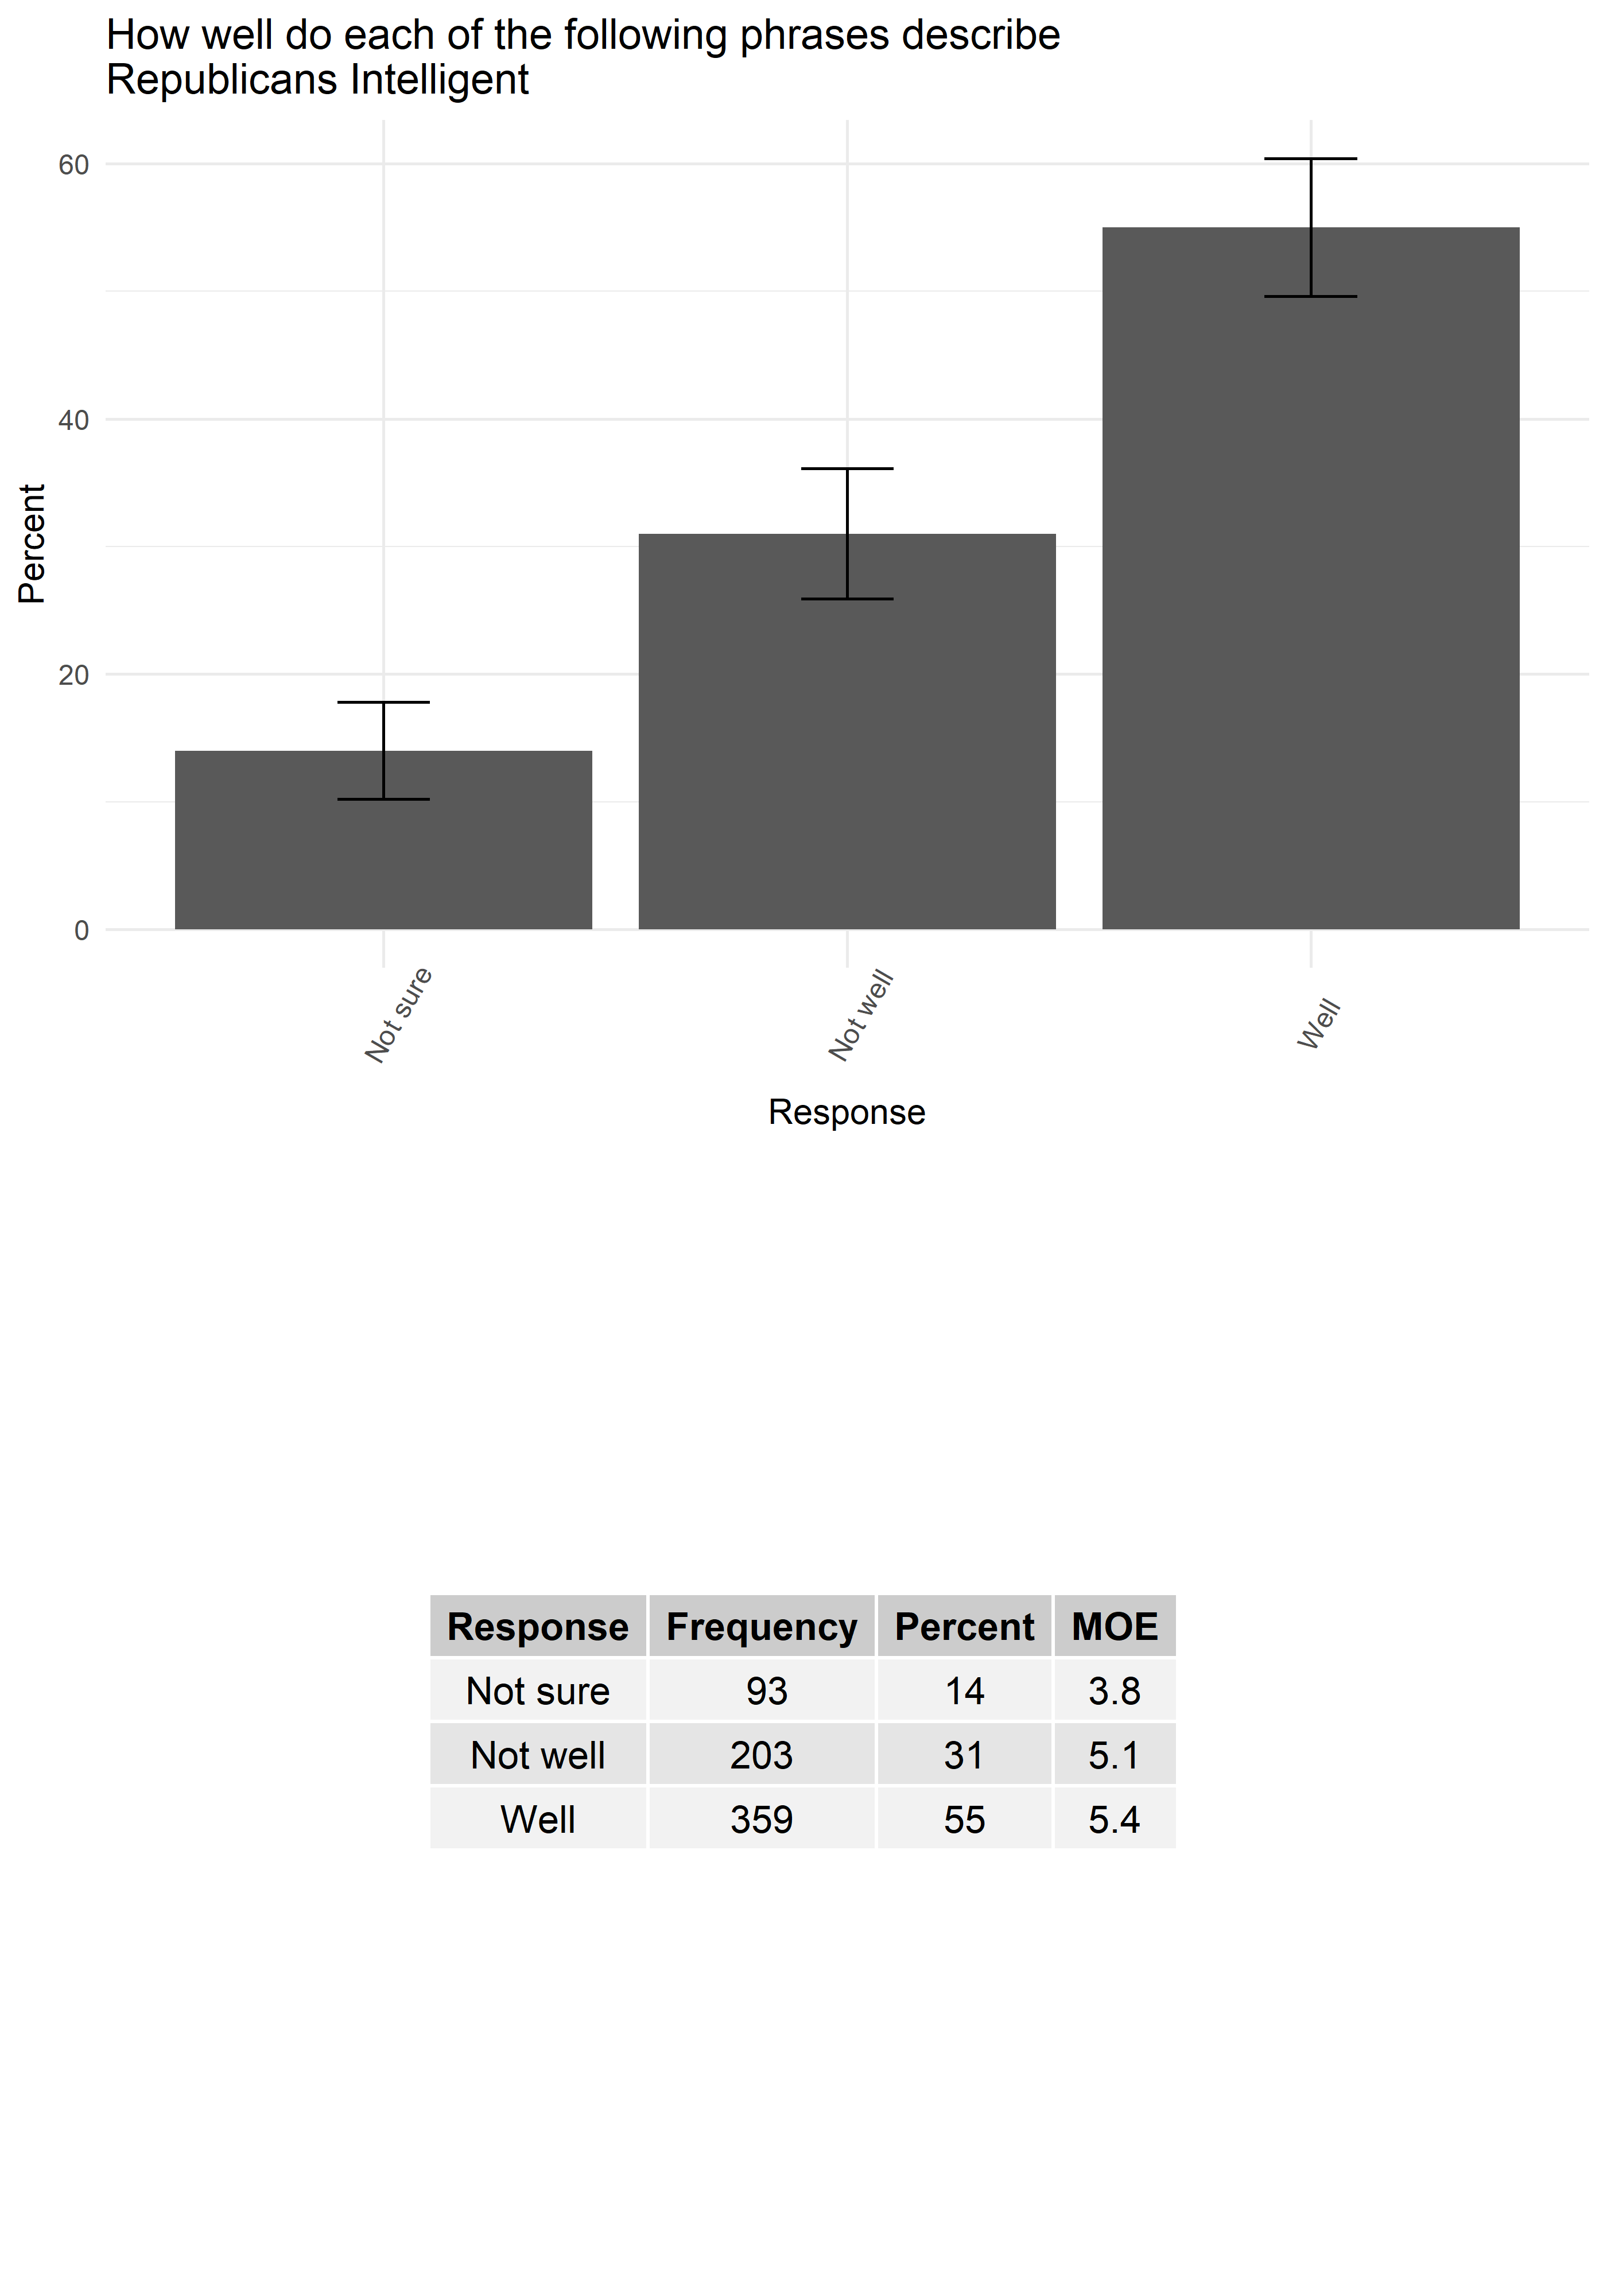 How well do each of the following phrases describe
Republicans Intelligent
60
40
20
0
Percent
Not sure
Not well
Well
Response
Response Frequency Percent MOE
Not sure 93 14 3.8
Not well 203 31 5.1
Well 359 55 5.4